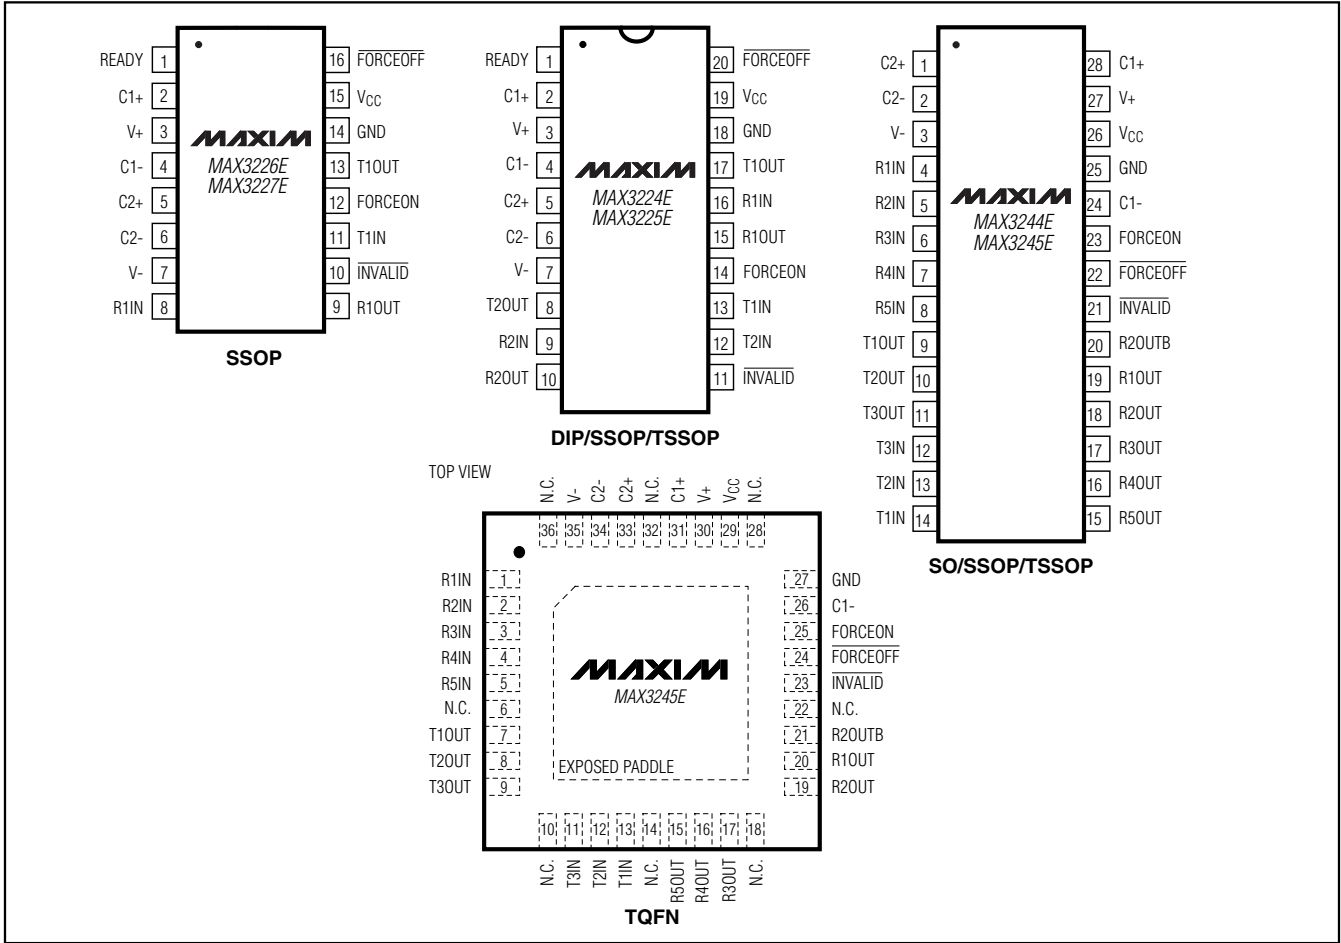 READY 1
C1+ 2
V+ 3
C1- 4
C2+ 5
C2- 6
V- 7
R1IN 8
MAXIM
MAX3226E
MAX3227E
16 FORCEOFF
15 VCC
14 GND
13 T1OUT
12 FORCEON
11 T1IN
10 INVALID
9 R1OUT
SSOP
READY 1
C1+ 2
V+ 3
C1- 4
C2+ 5
C2- 6
V- 7
T2OUT 8
R2IN 9
R2OUT 10
MAXIM
MAX3224E
MAX3225E
20 FORCEOFF
19 VCC
18 GND
17 T1OUT
16 R1IN
15 R1OUT
14 FORCEON
13 T1IN
12 T2IN
11 INVALID
DIP/SSOP/TSSOP
C2+ 1
C2- 2
V- 3
R1IN 4
R2IN 5
R3IN 6
R4IN 7
R5IN 8
T1OUT 9
T2OUT 10
T3OUT 11
T3IN 12
T2IN 13
T1IN 14
MAXIM
MAX3244E
MAX3245E
28 C1+
27 V+
26 VCC
25 GND
24 C1-
23 FORCEON
22 FORCEOFF
21 INVALID
20 R2OUTB
19 R1OUT
18 R2OUT
17 R3OUT
16 R4OUT
15 R5OUT
SO/SSOP/TSSOP
TOP VIEW
N.C. V- C2- C2+ N.C. C1+ V+ VCC N.C.
36 35 34 33 32 31 30 29 28
R1IN 1
R2IN 2
R3IN 3
R4IN 4
R5IN 5
N.C. 6
T1OUT 7
T2OUT 8
T3OUT 9
MAXIM
MAX3245E
EXPOSED PADDLE
27 GND
26 C1-
25 FORCEON
24 FORCEOFF
23 INVALID
22 N.C.
21 R2OUTB
20 R1OUT
19 R2OUT
10 11 12 13 14 15 16 17 18
N.C. T3IN T2IN T1IN N.C. R5OUT R4OUT R3OUT N.C.
TQFN